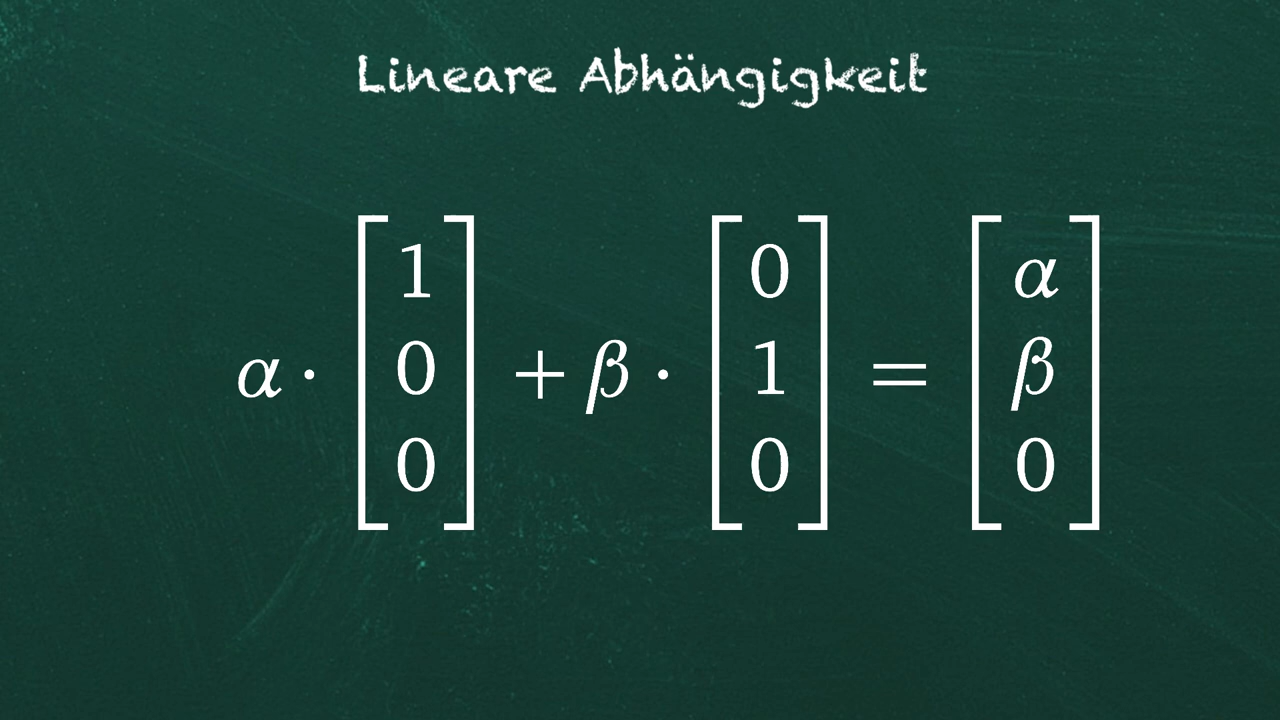 Lineare Abhängigkeit
α · [1 0 0] + β · [0 1 0] = [α β 0]